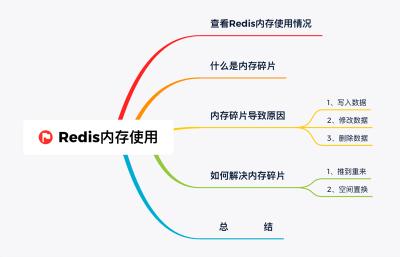 查看Redis内存使用情况
什么是内存碎片
内存碎片导致原因
1、写入数据
2、修改数据
3、删除数据
Redis内存使用
如何解决内存碎片
1、推到重来
2、空间置换
总 结